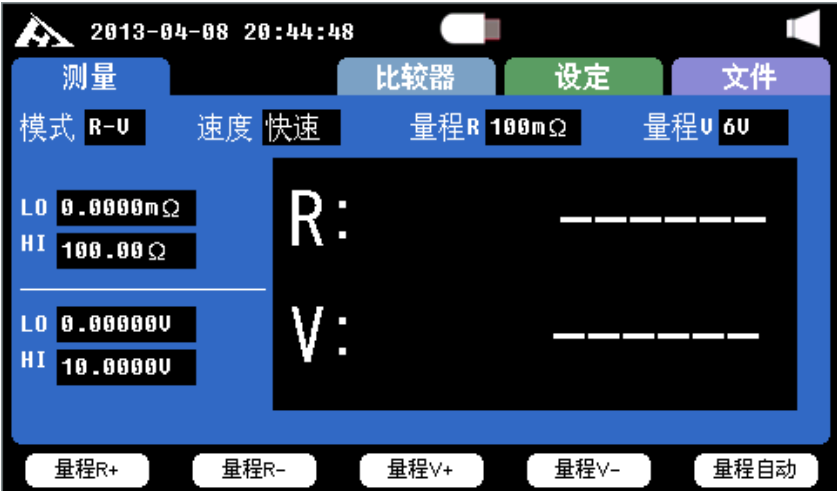 2013-04-08 20:44:48
测量 比较器 设定 文件
模式 R-V 速度 快速 量程R 100mΩ 量程V 6V
LO 0.0000mΩ
HI 100.00Ω
R: ------
LO 0.00000V
HI 10.0000V
V: ------
量程R+ 量程R- 量程V+ 量程V- 量程自动